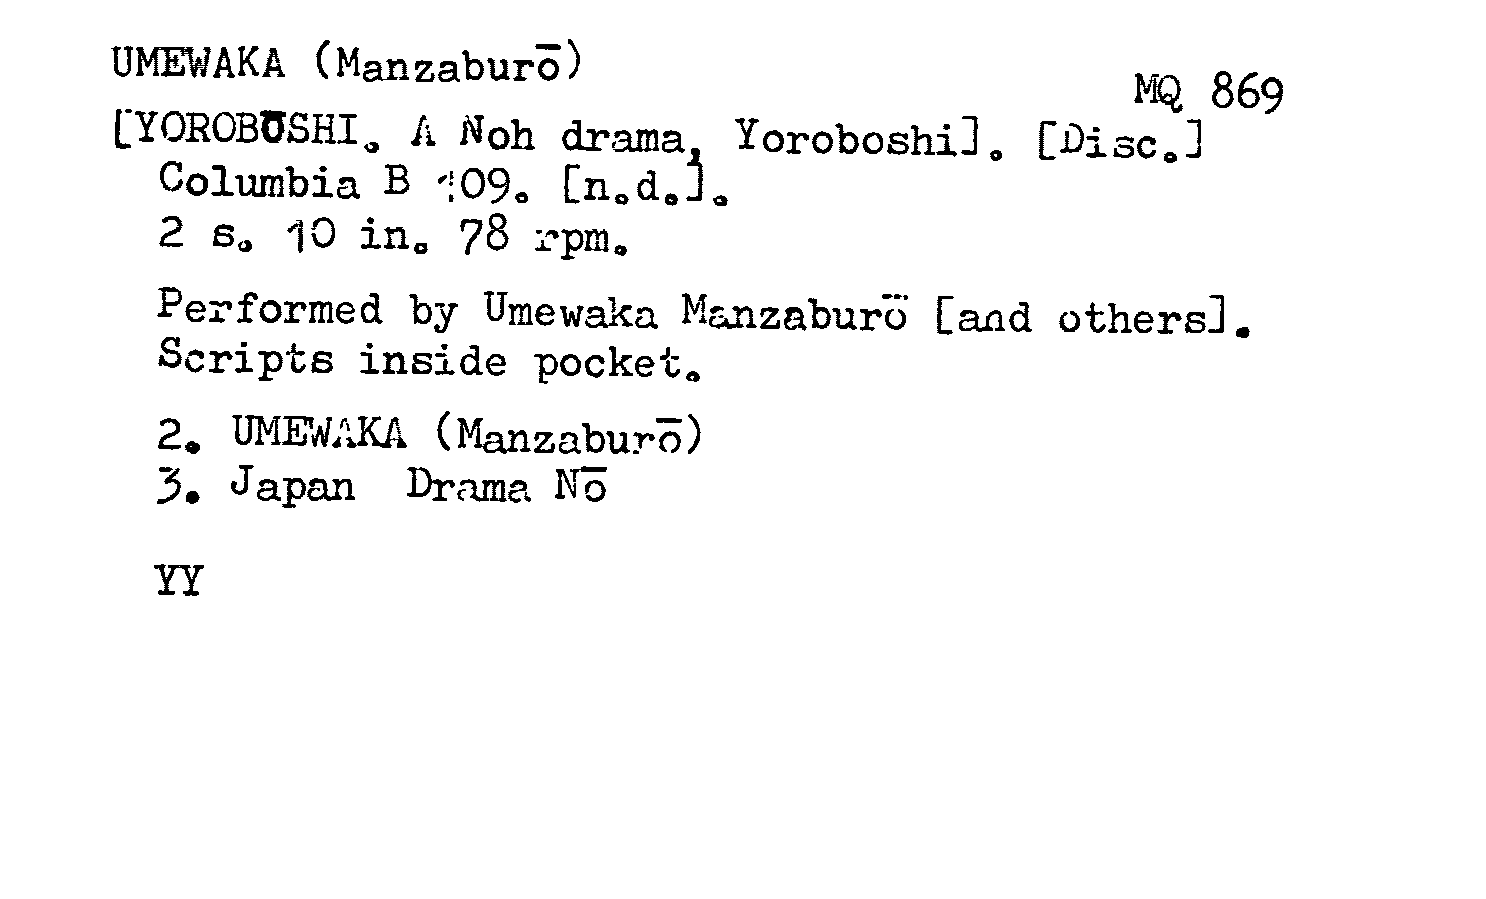 UMEWAKA (Manzaburō)
MQ 869
[YOROBŌSHI. A Noh drama, Yoroboshi]. [Disc.]
Columbia B 109. [n.d.].
2 s. 10 in. 78 rpm.
Performed by Umewaka Manzaburō [and others].
Scripts inside pocket.
2. UMEWAKA (Manzaburō)
3. Japan Drama Nō
YY